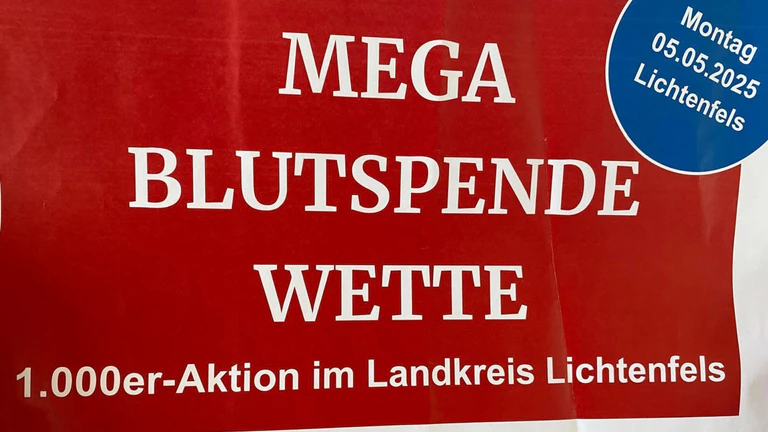 MEGA
BLUTSPENDE
WETTE
1.000er-Aktion im Landkreis Lichtenfels
Montag
05.05.2025
Lichtenfels